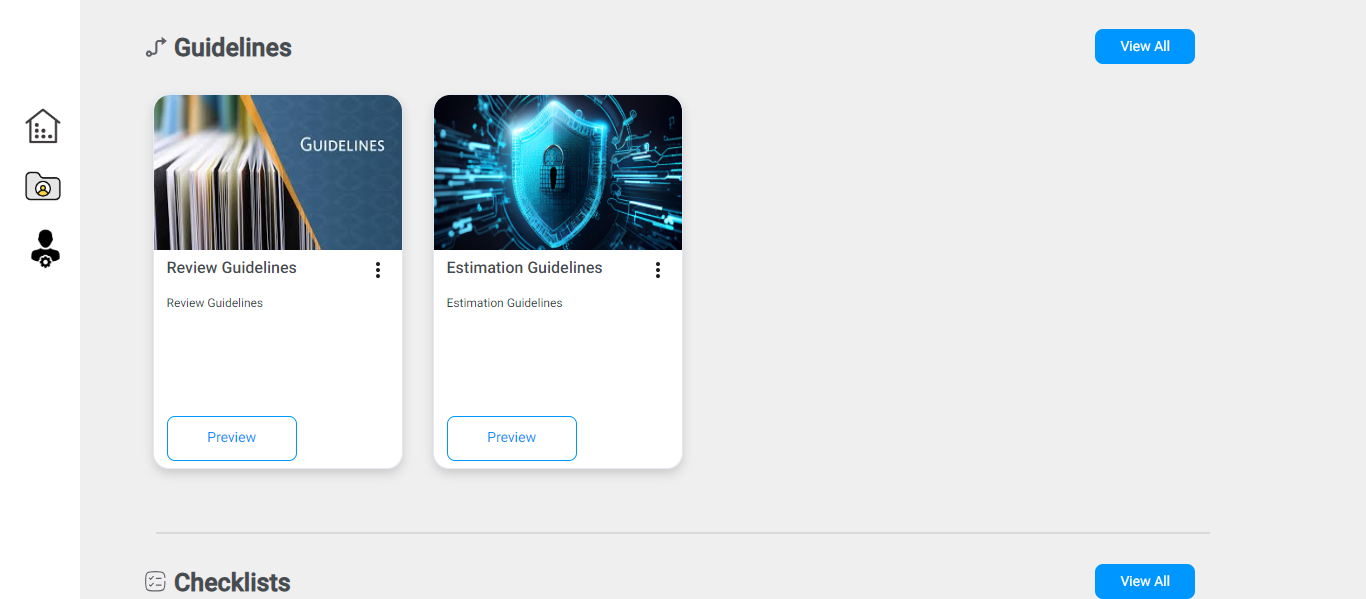 Guidelines
View All
GUIDELINES
Review Guidelines
Estimation Guidelines
Review Guidelines
Estimation Guidelines
Preview
Preview
Checklists
View All